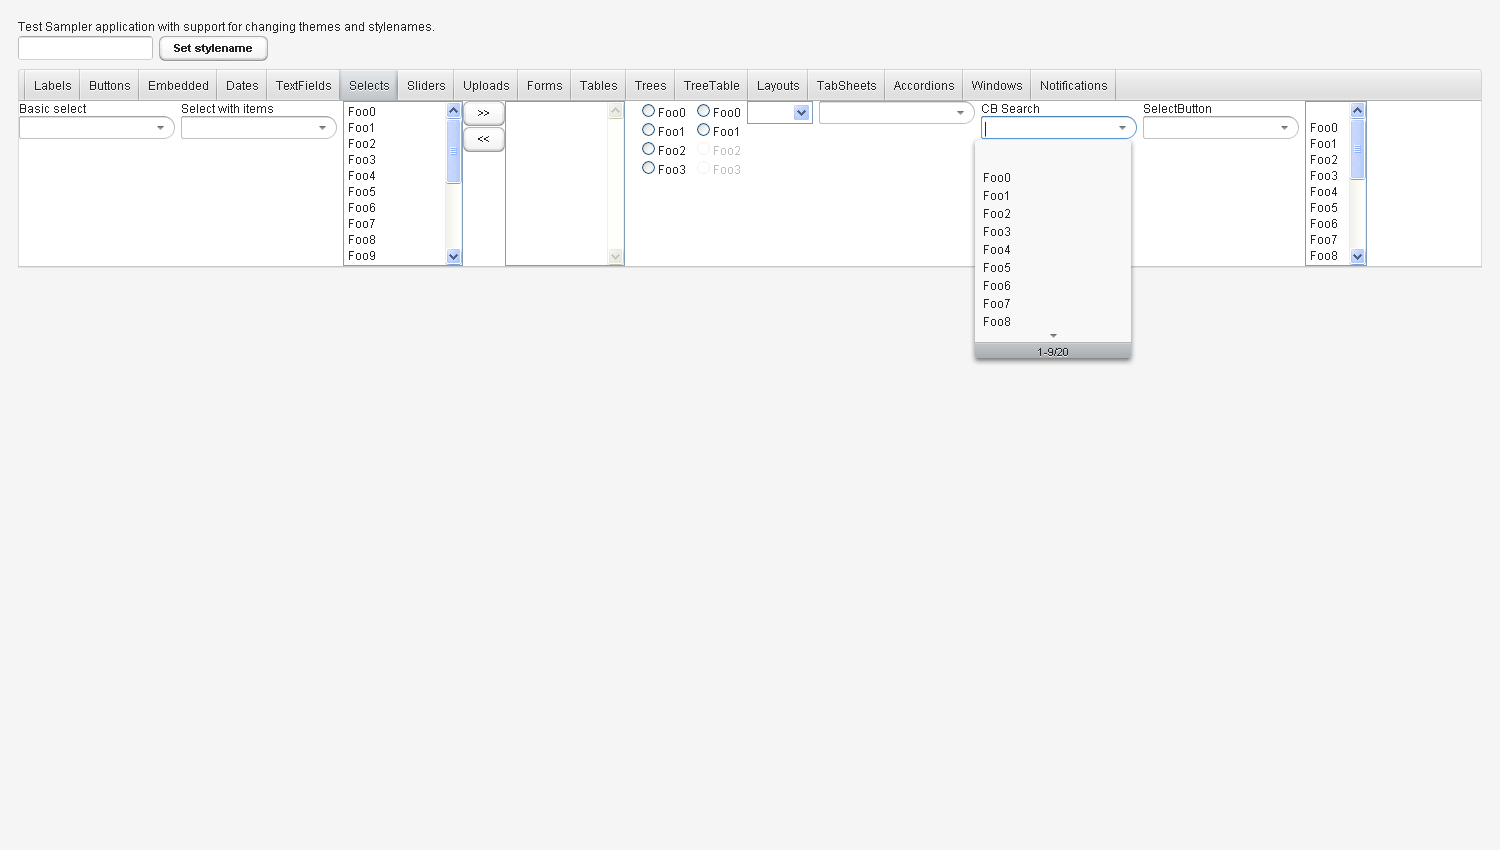 Test Sampler application with support for changing themes and stylenames.
Set stylename
Labels Buttons Embedded Dates TextFields Selects Sliders Uploads Forms Tables Trees TreeTable Layouts TabSheets Accordions Windows Notifications
Basic select
Select with items
Foo0
Foo1
Foo2
Foo3
Foo4
Foo5
Foo6
Foo7
Foo8
Foo9
>>
<<
Foo0
Foo1
Foo2
Foo3
Foo0
Foo1
Foo2
Foo3
CB Search
Foo0
Foo1
Foo2
Foo3
Foo4
Foo5
Foo6
Foo7
Foo8
1-9/20
SelectButton
Foo0
Foo1
Foo2
Foo3
Foo4
Foo5
Foo6
Foo7
Foo8